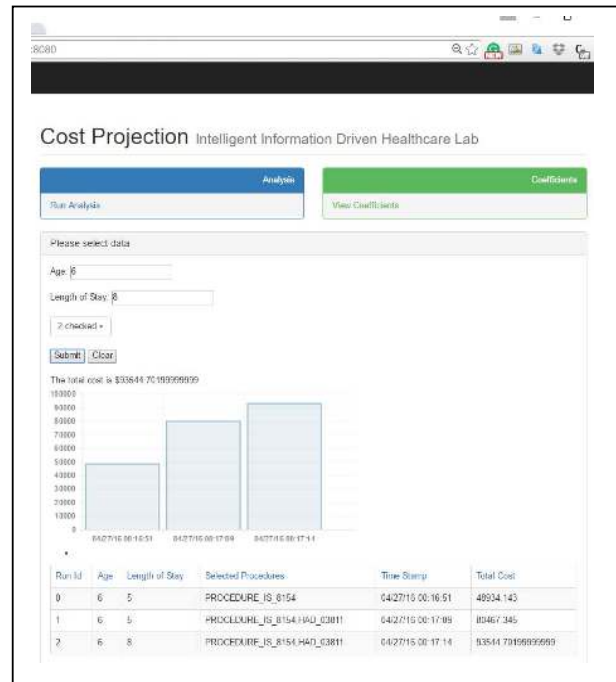 :8080
Cost Projection Intelligent Information Driven Healthcare Lab
Analysis
Run Analysis
Coefficients
View Coefficients
Please select data
Age: 6
Length of Stay: 8
2 checked
Submit Clear
The total cost is $93544.70199999999
100000
90000
80000
70000
60000
50000
40000
30000
20000
10000
0
04/27/16 00:16:51 04/27/16 00:17:09 04/27/16 00:17:14
Run Id Age Length of Stay Selected Procedures Time Stamp Total Cost
0 6 5 PROCEDURE_IS_8154 04/27/16 00:16:51 48934.143
1 6 5 PROCEDURE_IS_8154,HAD_03811 04/27/16 00:17:09 80467.345
2 6 8 PROCEDURE_IS_8154,HAD_03811 04/27/16 00:17:14 93544.70199999999